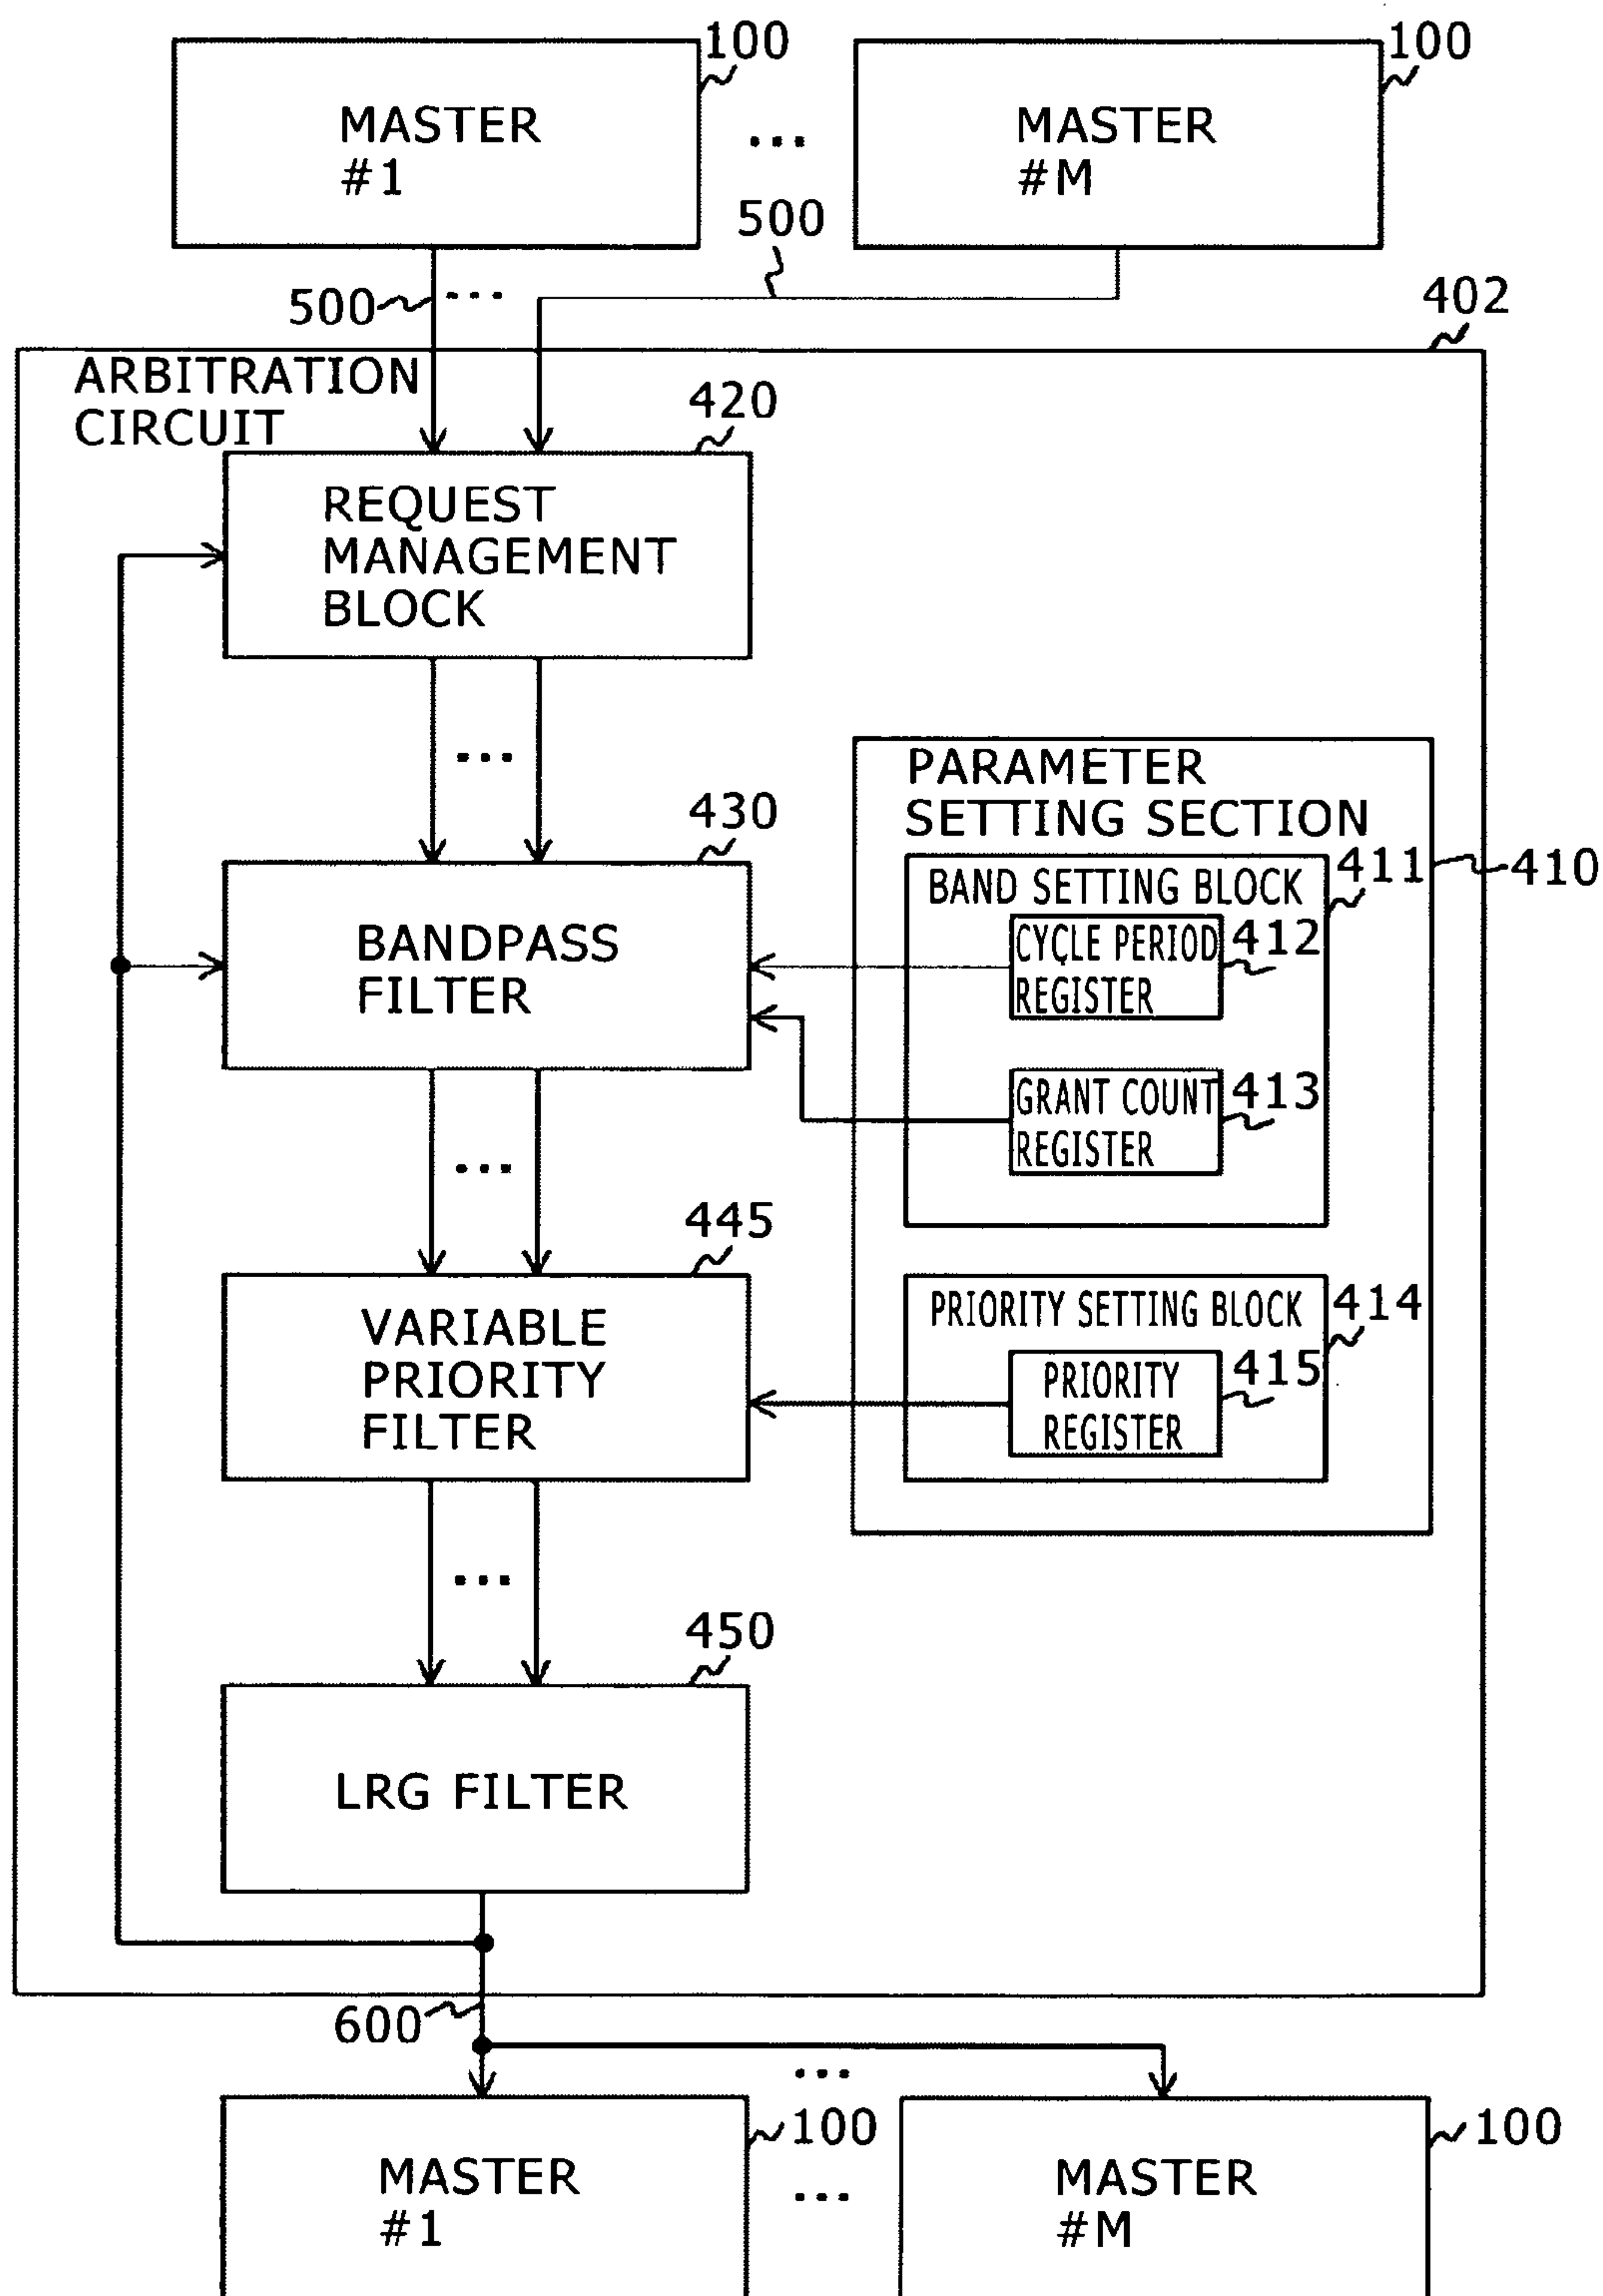 100
100
MASTER
#1
...
MASTER
#M
500
500
...
402
ARBITRATION
CIRCUIT
420
REQUEST
MANAGEMENT
BLOCK
...
PARAMETER
SETTING SECTION
430
410
411
BAND SETTING BLOCK
BANDPASS
FILTER
CYCLE PERIOD
REGISTER
412
GRANT COUNT
REGISTER
413
...
445
VARIABLE
PRIORITY
FILTER
PRIORITY SETTING BLOCK
414
PRIORITY
REGISTER
415
...
450
LRG FILTER
600
...
100
100
MASTER
#1
...
MASTER
#M